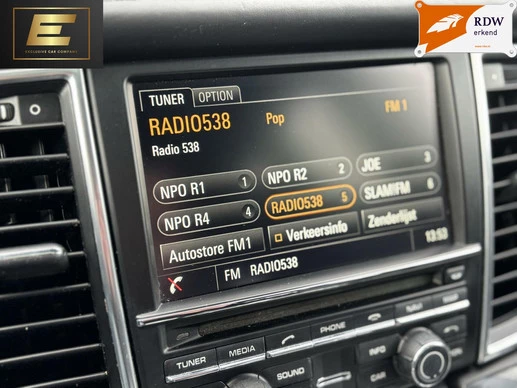 E
EXCLUSIVE CAR COMPANY
RDW
erkend
TUNER OPTION
RADIO538 Pop FM 1
Radio 538
NPO R1 1 NPO R2 2 JOE 3
NPO R4 4 RADIO538 5 SLAM!FM 6
Autostore FM1 Verkeersinfo Zenderlijst
FM RADIO538 13:53
TUNER MEDIA PHONE NAVI
SOUND INFO